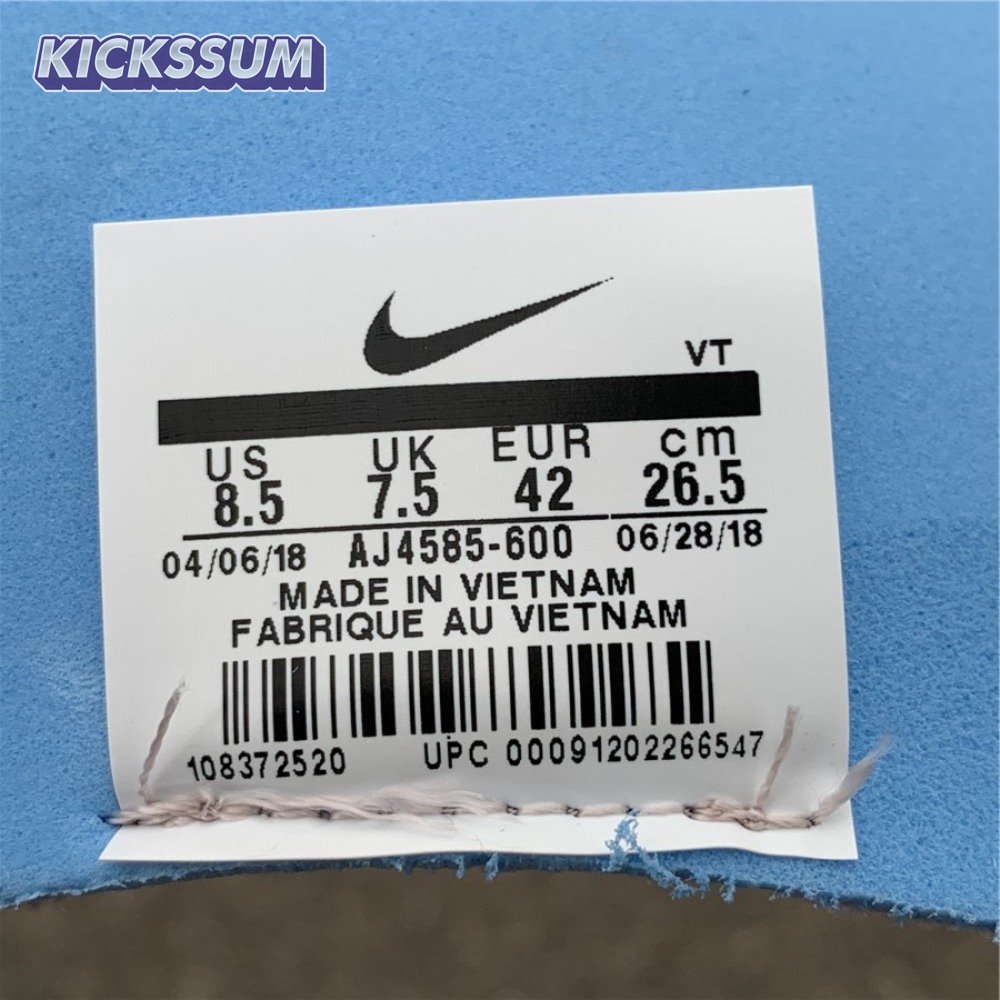 KICKSSUM
VT
US UK EUR cm
8.5 7.5 42 26.5
04/06/18 AJ4585-600 06/28/18
MADE IN VIETNAM
FABRIQUE AU VIETNAM
108372520 UPC 00091202266547